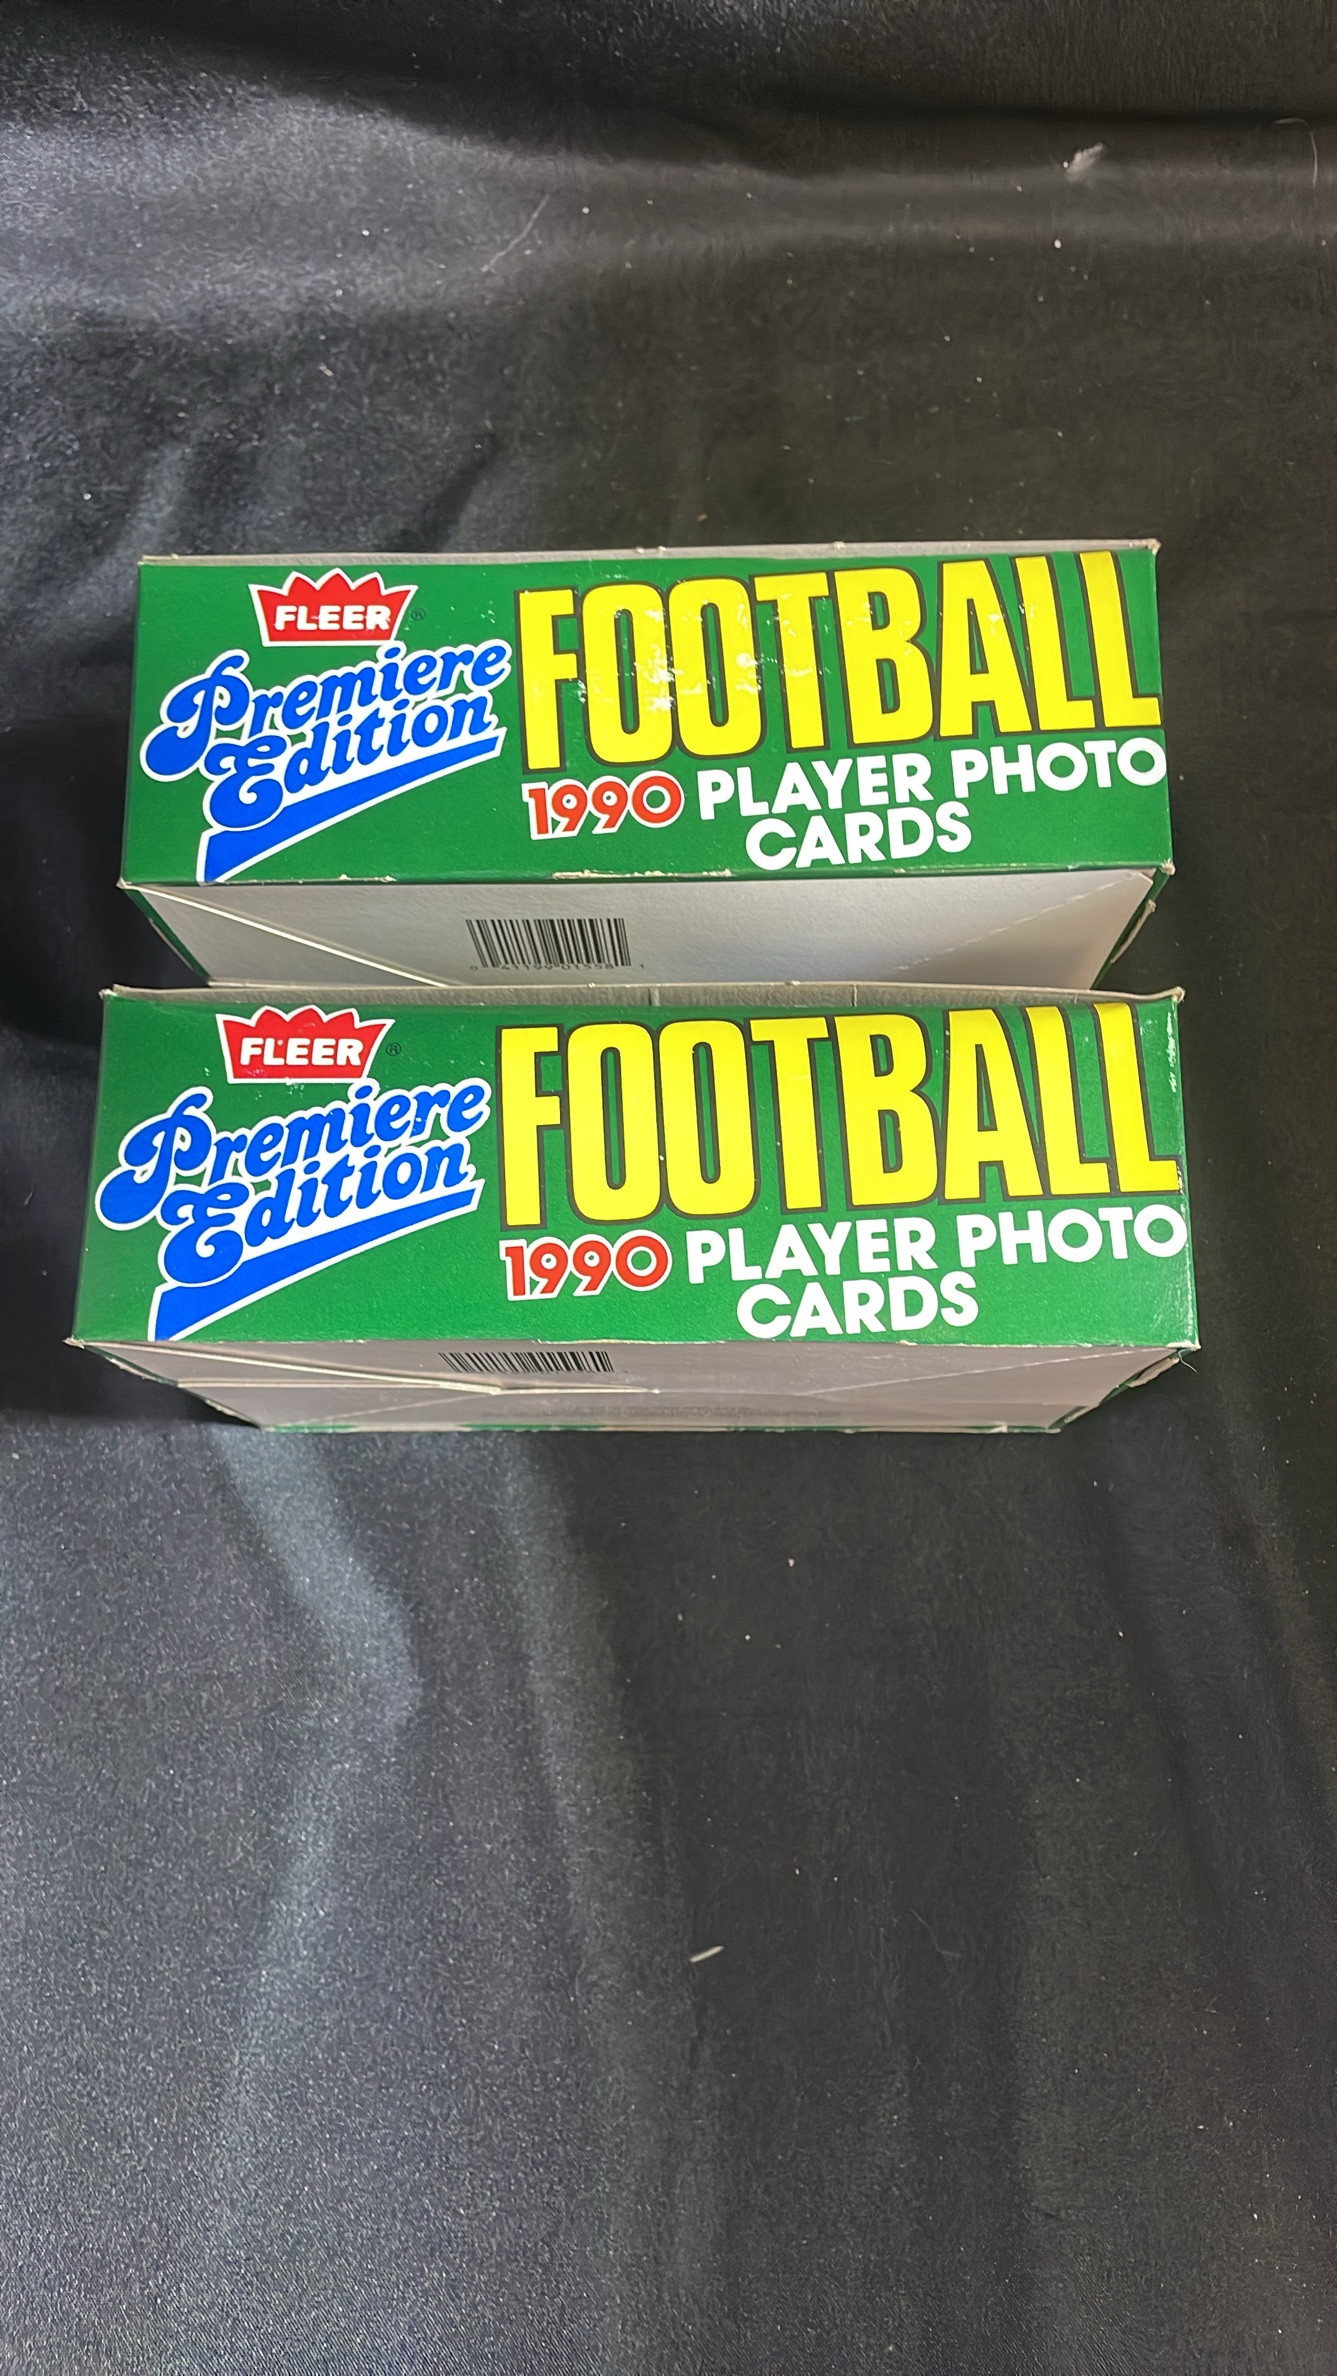 FLEER ®
Premiere
Edition
FOOTBALL
1990 PLAYER PHOTO
CARDS
FLEER ®
Premiere
Edition
FOOTBALL
1990 PLAYER PHOTO
CARDS